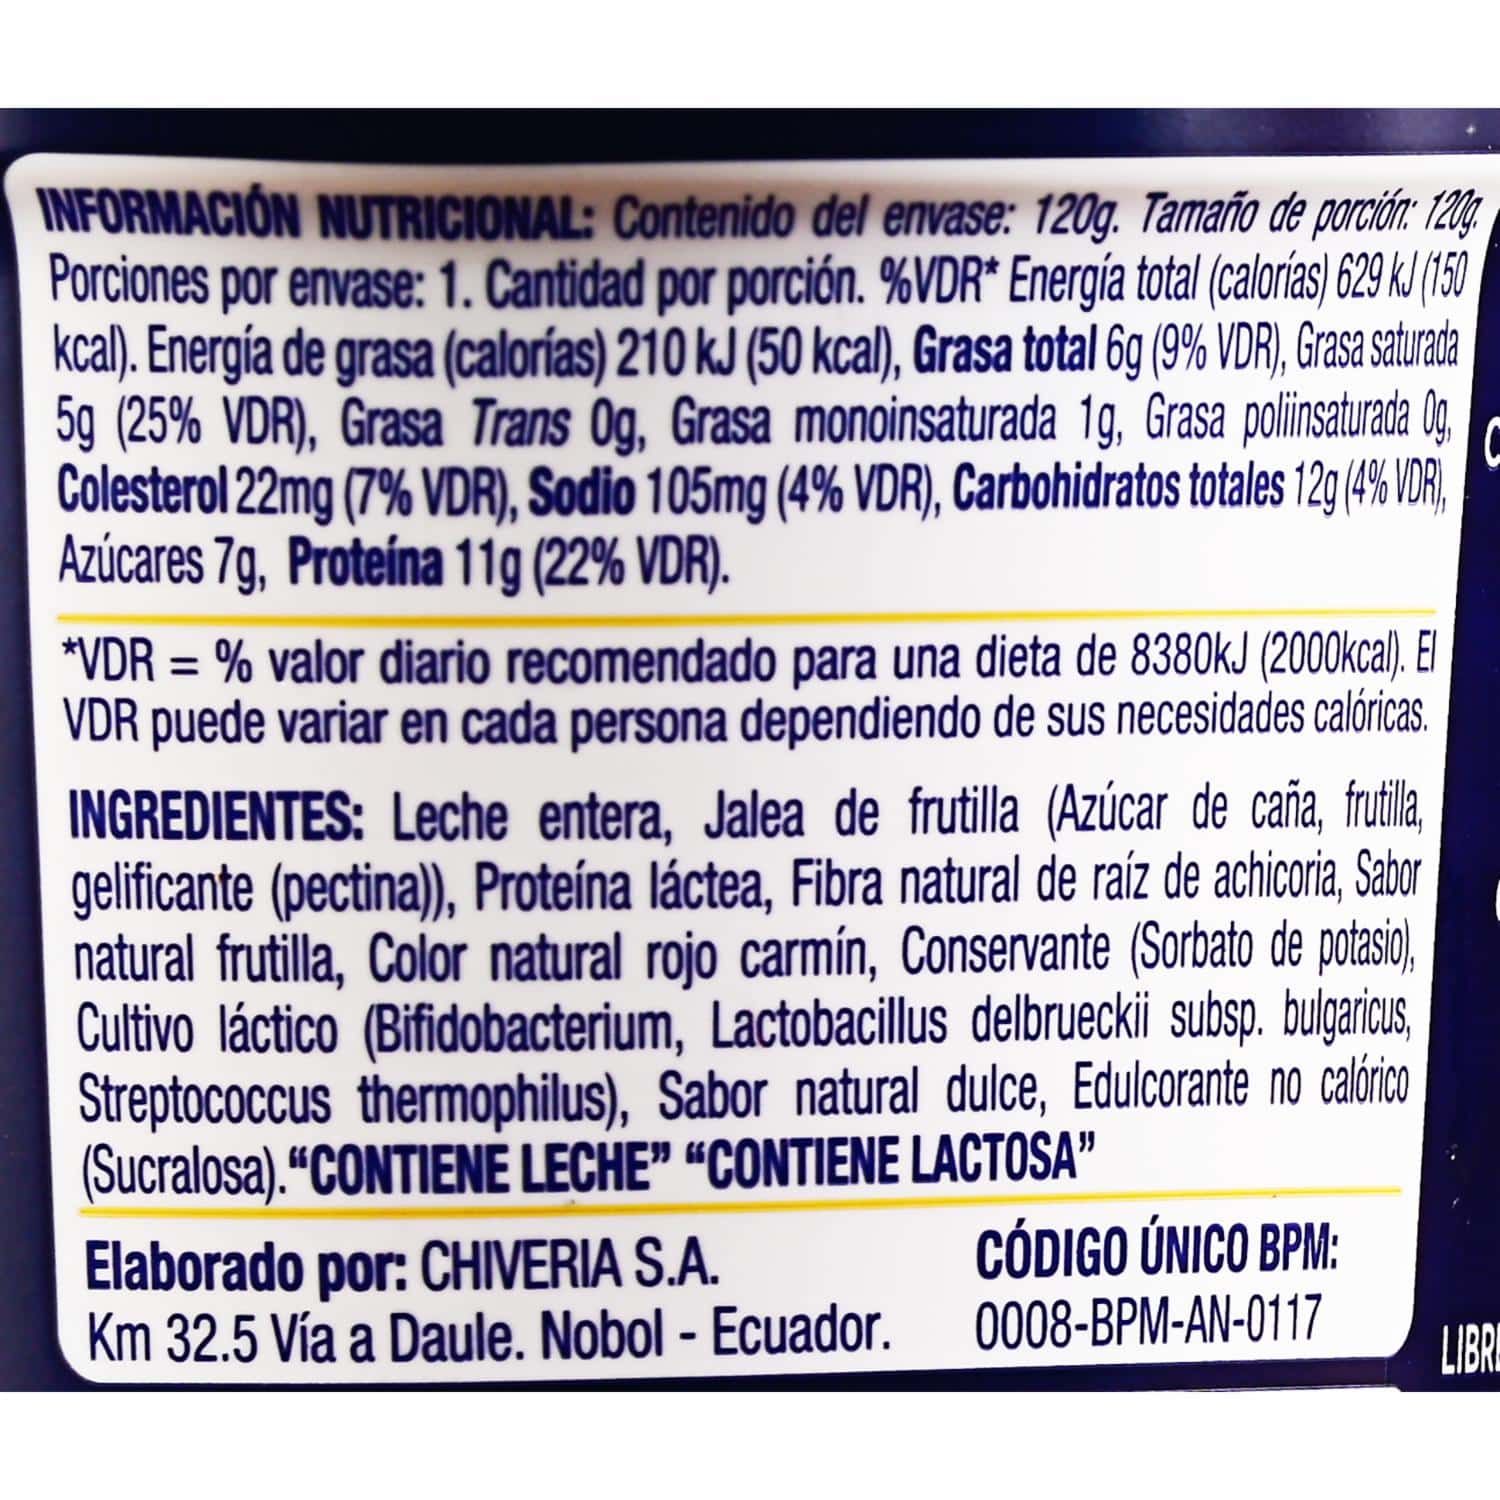 INFORMACIÓN NUTRICIONAL: Contenido del envase: 120g. Tamaño de porción: 120g.
Porciones por envase: 1. Cantidad por porción. %VDR* Energía total (calorías) 629 kJ (150
kcal). Energía de grasa (calorías) 210 kJ (50 kcal), Grasa total 6g (9% VDR), Grasa saturada
5g (25% VDR), Grasa Trans 0g, Grasa monoinsaturada 1g, Grasa poliinsaturada 0g,
Colesterol 22mg (7% VDR), Sodio 105mg (4% VDR), Carbohidratos totales 12g (4% VDR),
Azúcares 7g, Proteína 11g (22% VDR).
*VDR = % valor diario recomendado para una dieta de 8380kJ (2000kcal). El
VDR puede variar en cada persona dependiendo de sus necesidades calóricas.
INGREDIENTES: Leche entera, Jalea de frutilla (Azúcar de caña, frutilla,
gelificante (pectina)), Proteína láctea, Fibra natural de raíz de achicoria, Sabor
natural frutilla, Color natural rojo carmín, Conservante (Sorbato de potasio),
Cultivo láctico (Bifidobacterium, Lactobacillus delbrueckii subsp. bulgaricus,
Streptococcus thermophilus), Sabor natural dulce, Edulcorante no calórico
(Sucralosa). “CONTIENE LECHE” “CONTIENE LACTOSA”
Elaborado por: CHIVERIA S.A.
Km 32.5 Vía a Daule. Nobol - Ecuador.
CÓDIGO ÚNICO BPM:
0008-BPM-AN-0117